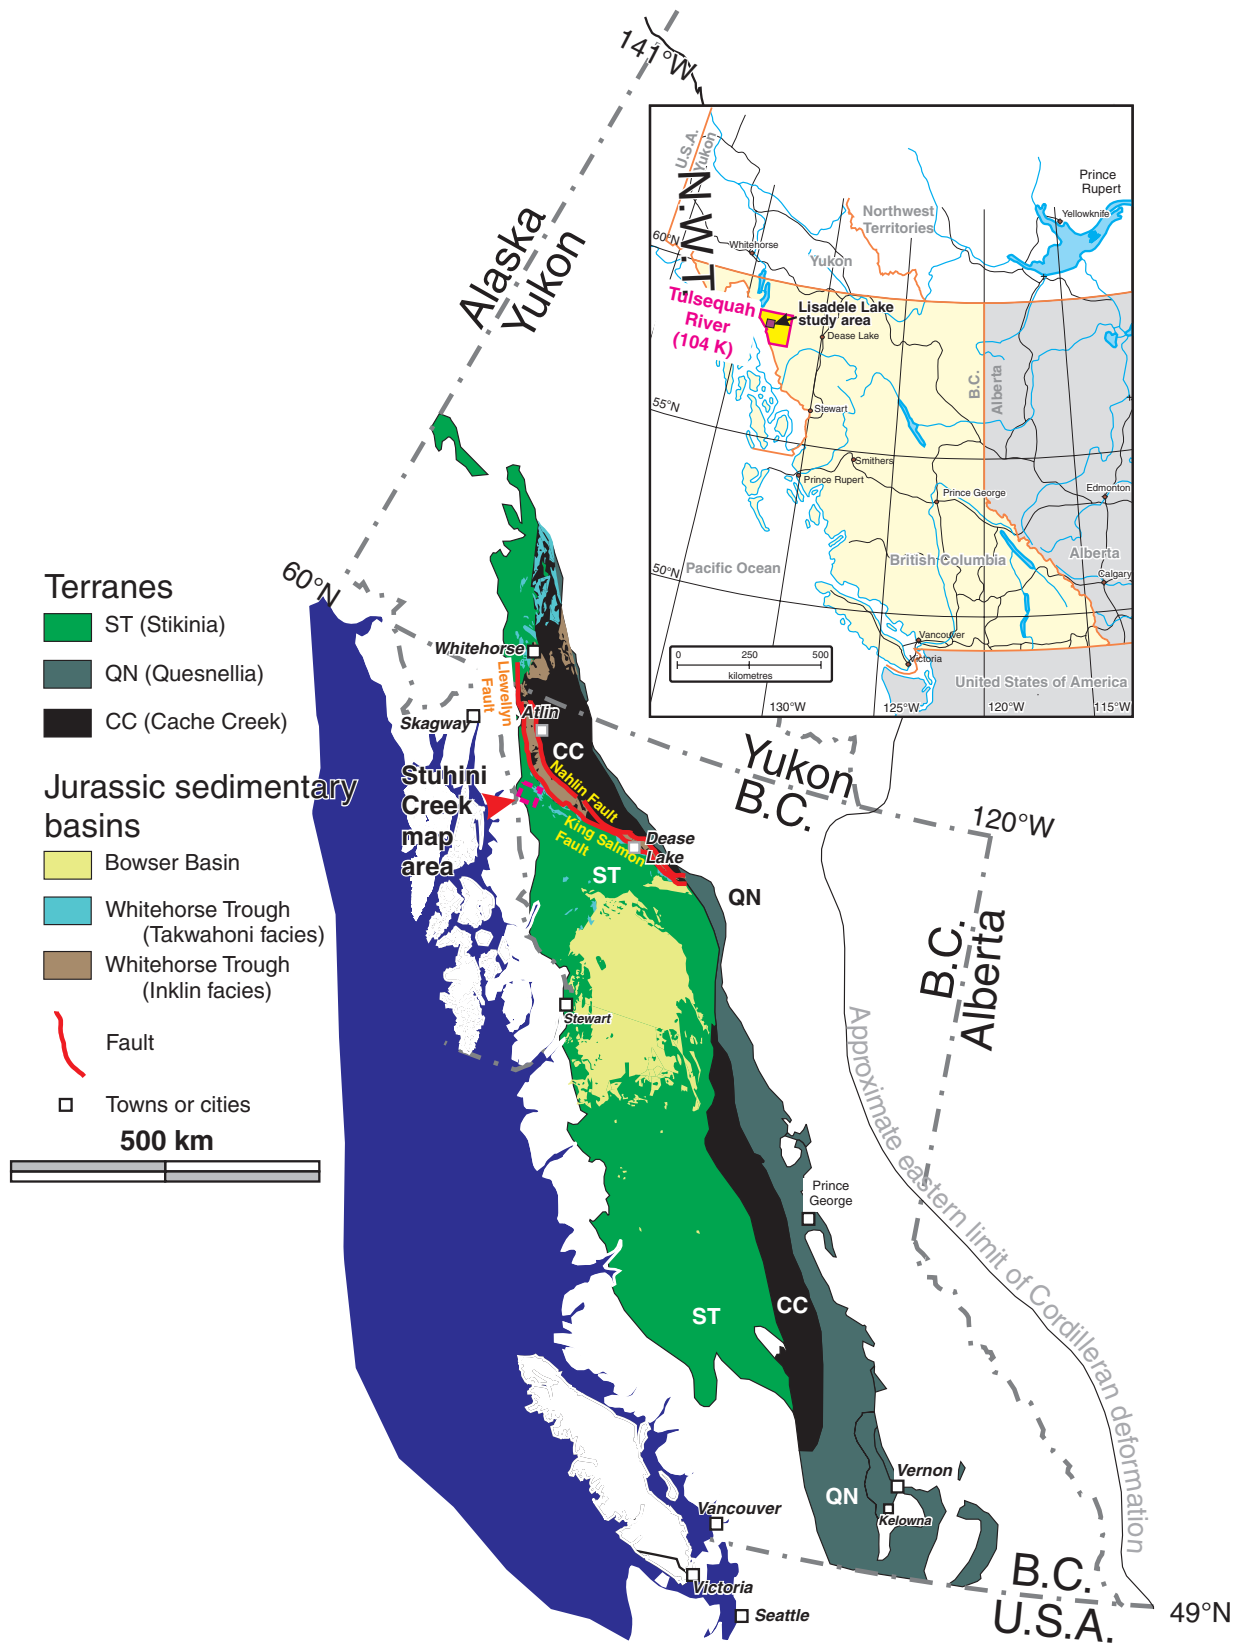 141°W
Alaska
Yukon
60°N
N.W.T.
U.S.A.
Yukon
Prince
Rupert
Yellowknife
Northwest
Territories
60°N
Whitehorse
Yukon
Tulsequah
River
(104 K)
Lisadele Lake
study area
Dease Lake
B.C.
Alberta
55°N
Stewart
Smithers
Prince Rupert
Prince George
Edmonton
Pacific Ocean
British Columbia
Alberta
Calgary
50°N
Vancouver
Victoria
United States of America
0 250 500
kilometres
130°W
125°W
120°W
115°W
Terranes
ST (Stikinia)
QN (Quesnellia)
CC (Cache Creek)
Jurassic sedimentary
basins
Bowser Basin
Whitehorse Trough
(Takwahoni facies)
Whitehorse Trough
(Inklin facies)
Fault
Towns or cities
500 km
Whitehorse
Llewellyn
Fault
Skagway
Atlin
CC
Stuhini
Creek
map
area
Nahlin Fault
King Salmon
Fault
Dease
Lake
ST
QN
Yukon
B.C.
120°W
B.C.
Alberta
Stewart
Approximate eastern limit of Cordilleran deformation
Prince
George
CC
ST
QN
Vernon
Kelowna
Vancouver
Victoria
Seattle
B.C.
U.S.A.
49°N